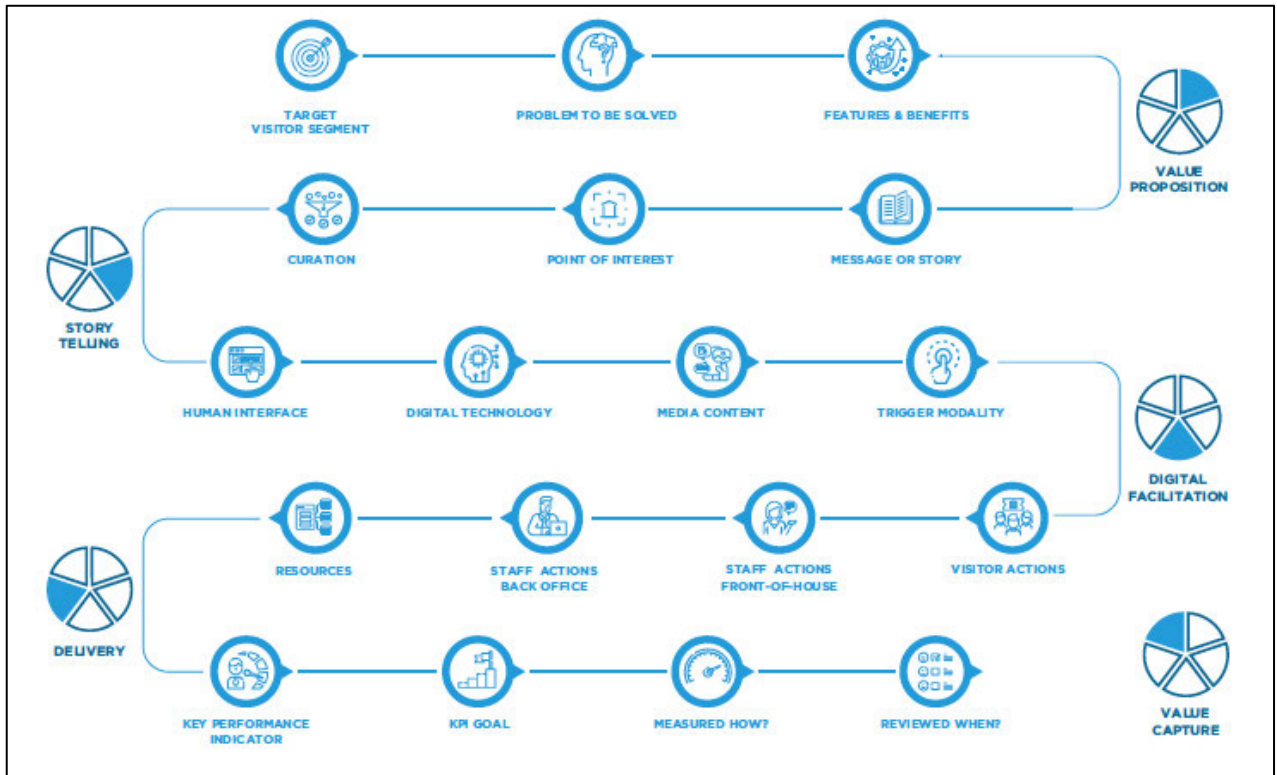 TARGET
VISITOR SEGMENT
PROBLEM TO BE SOLVED
FEATURES & BENEFITS
VALUE
PROPOSITION
CURATION
POINT OF INTEREST
MESSAGE OR STORY
STORY
TELLING
HUMAN INTERFACE
DIGITAL TECHNOLOGY
MEDIA CONTENT
TRIGGER MODALITY
DIGITAL
FACILITATION
RESOURCES
STAFF ACTIONS
BACK OFFICE
STAFF ACTIONS
FRONT-OF-HOUSE
VISITOR ACTIONS
DELIVERY
KEY PERFORMANCE
INDICATOR
KPI GOAL
MEASURED HOW?
REVIEWED WHEN?
VALUE
CAPTURE